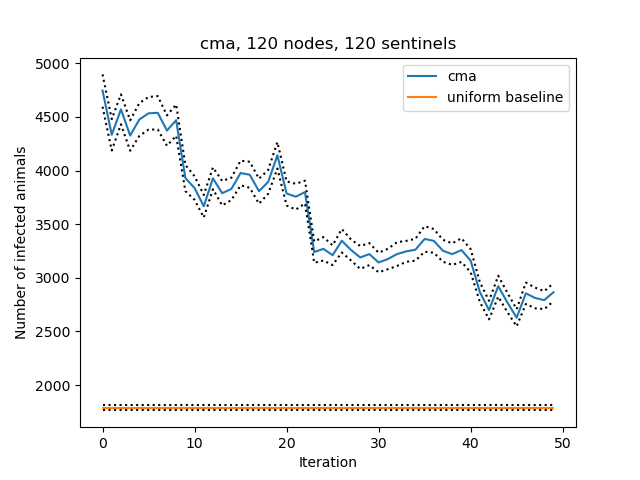 cma, 120 nodes, 120 sentinels
cma
uniform baseline
5000
4500
4000
3500
3000
2500
2000
Number of infected animals
0 10 20 30 40 50
Iteration